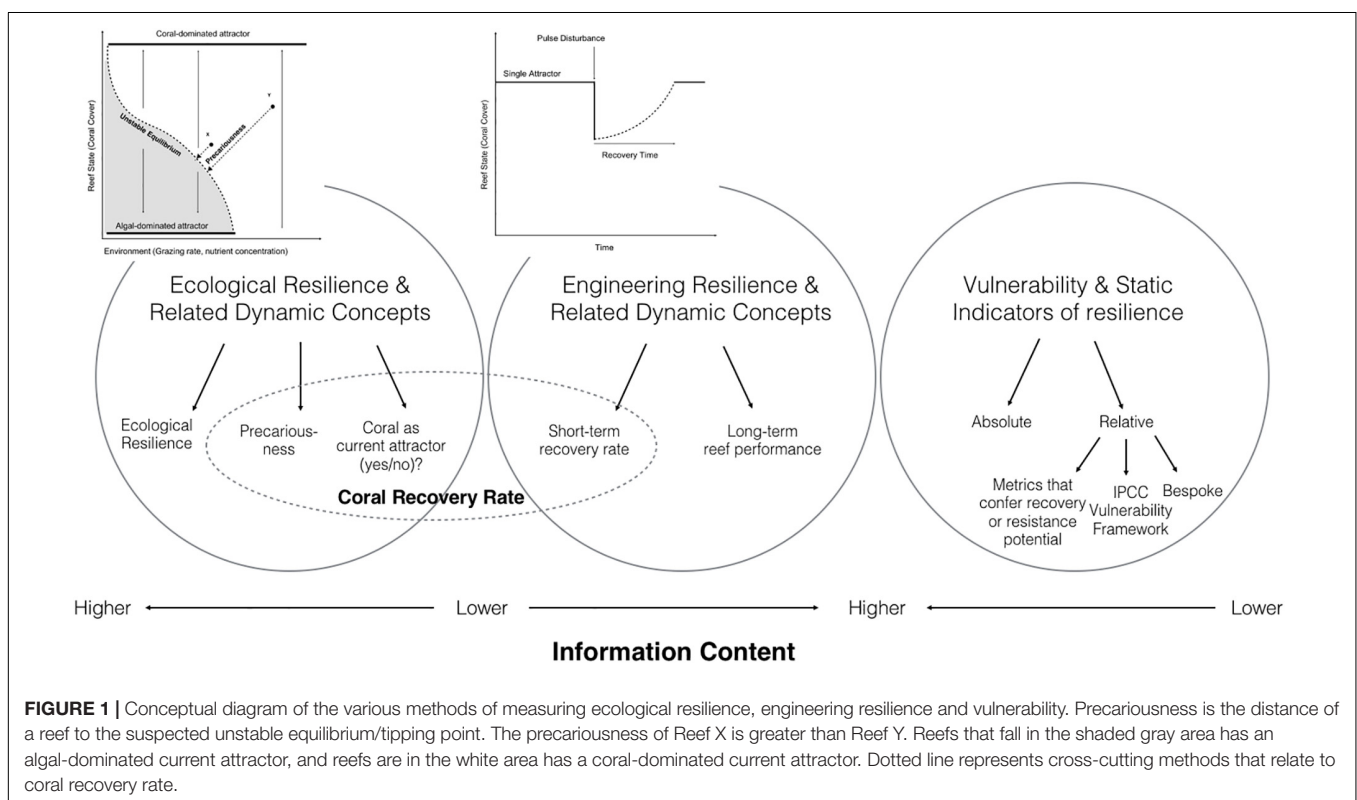 Coral-dominated attractor
Reef State (Coral Cover)
Unstable Equilibrium
Precariousness
X
Y
Algal-dominated attractor
Environment (Grazing rate, nutrient concentration)
Pulse Disturbance
Single Attractor
Reef State (Coral Cover)
Recovery Time
Time
Ecological Resilience &
Related Dynamic Concepts
Ecological
Resilience
Precarious-
ness
Coral as
current attractor
(yes/no)?
Engineering Resilience &
Related Dynamic Concepts
Short-term
recovery rate
Long-term
reef performance
Coral Recovery Rate
Vulnerability & Static
Indicators of resilience
Absolute
Relative
Metrics that
confer recovery
or resistance
potential
IPCC
Vulnerability
Framework
Bespoke
Higher
Lower
Higher
Lower
Information Content
FIGURE 1 | Conceptual diagram of the various methods of measuring ecological resilience, engineering resilience and vulnerability. Precariousness is the distance of
a reef to the suspected unstable equilibrium/tipping point. The precariousness of Reef X is greater than Reef Y. Reefs that fall in the shaded gray area has an
algal-dominated current attractor, and reefs are in the white area has a coral-dominated current attractor. Dotted line represents cross-cutting methods that relate to
coral recovery rate.